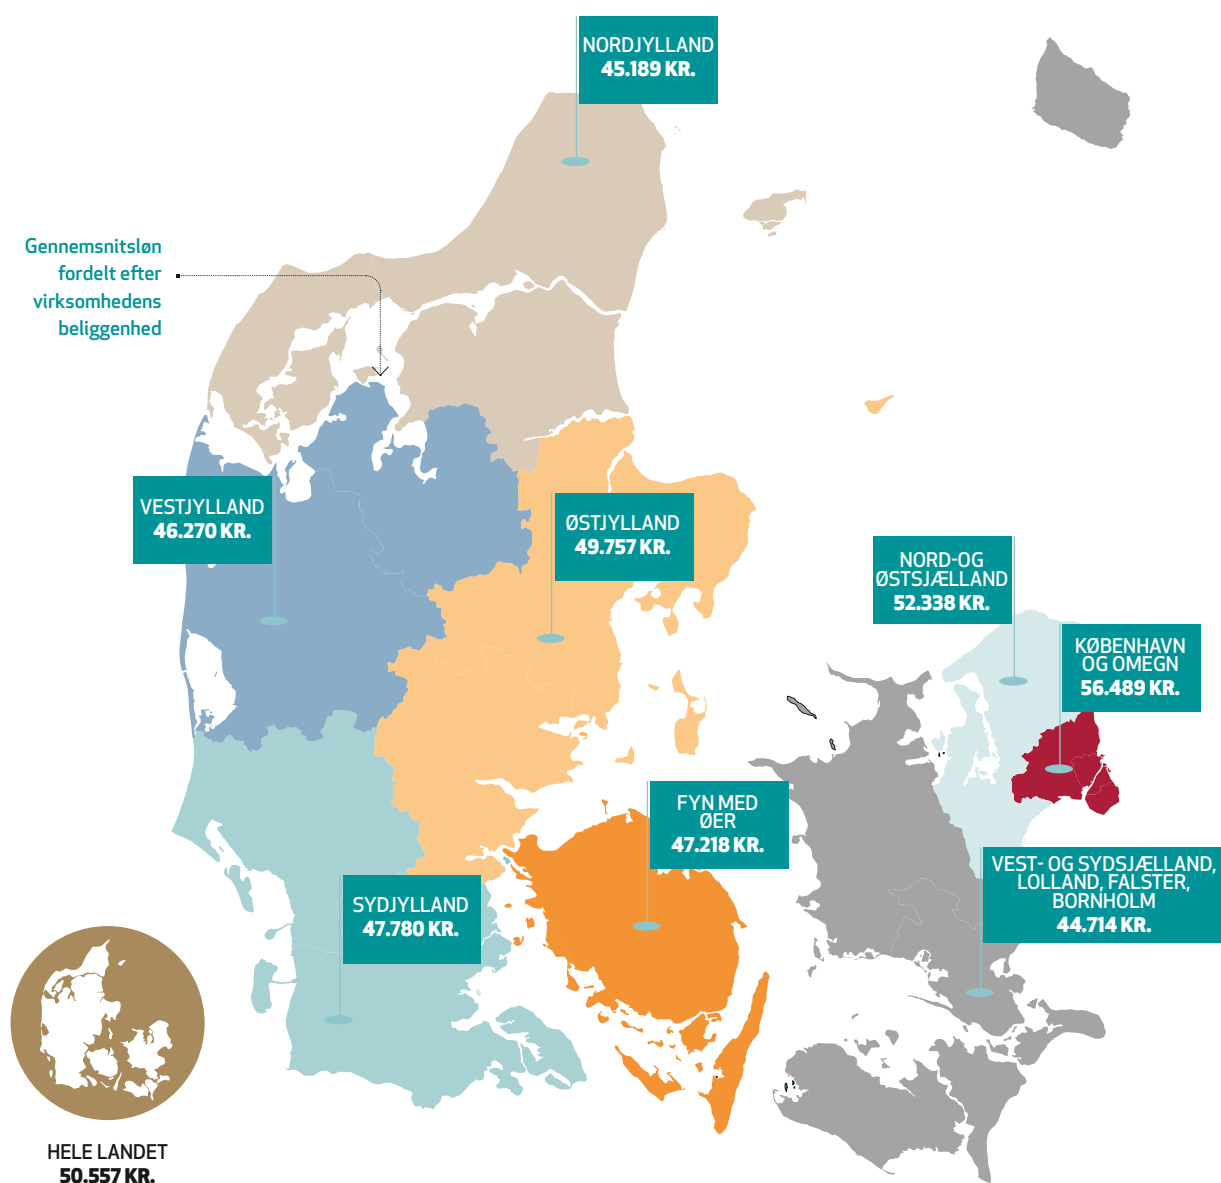 NORDJYLLAND
45.189 KR.
Gennemsnitsløn
fordelt efter
virksomhedens
beliggenhed
VESTJYLLAND
46.270 KR.
ØSTJYLLAND
49.757 KR.
NORD-OG
ØSTSJÆLLAND
52.338 KR.
KØBENHAVN
OG OMEGN
56.489 KR.
FYN MED
ØER
47.218 KR.
VEST- OG SYDSJÆLLAND,
LOLLAND, FALSTER,
BORNHOLM
44.714 KR.
SYDJYLLAND
47.780 KR.
HELE LANDET
50.557 KR.